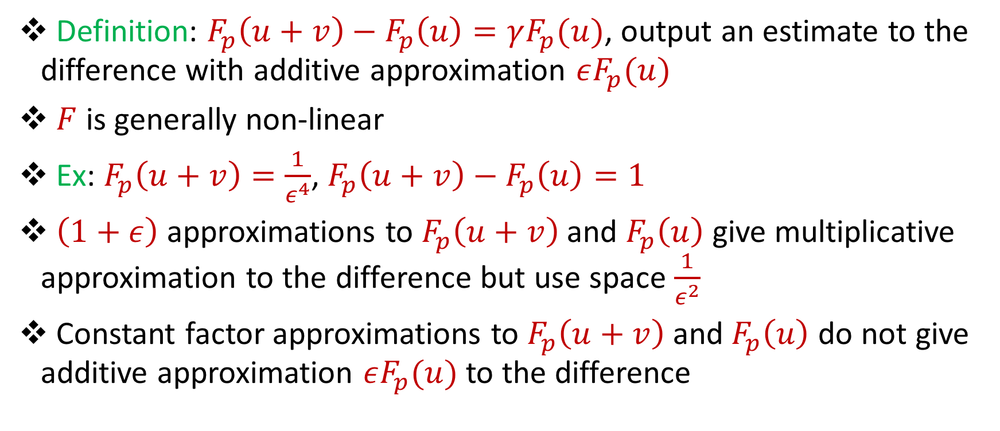 ❖ Definition: $F_p(u + v) - F_p(u) = \gamma F_p(u)$, output an estimate to the
difference with additive approximation $\epsilon F_p(u)$
❖ $F$ is generally non-linear
❖ Ex: $F_p(u + v) = \frac{1}{\epsilon^4}$, $F_p(u + v) - F_p(u) = 1$
❖ $(1 + \epsilon)$ approximations to $F_p(u + v)$ and $F_p(u)$ give multiplicative
approximation to the difference but use space $\frac{1}{\epsilon^2}$
❖ Constant factor approximations to $F_p(u + v)$ and $F_p(u)$ do not give
additive approximation $\epsilon F_p(u)$ to the difference